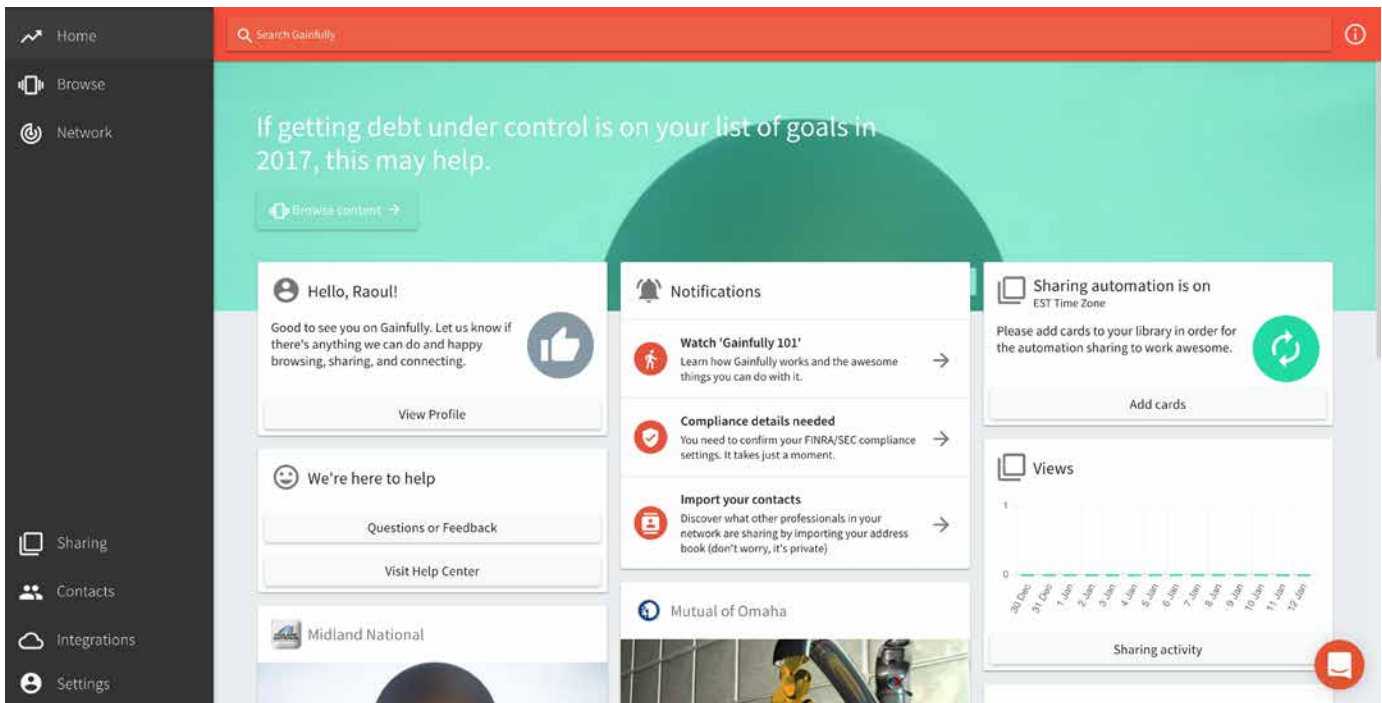 Home
Browse
Network
Sharing
Contacts
Integrations
Settings
Search Gainfully
If getting debt under control is on your list of goals in
2017, this may help.
Browse content
Hello, Raoul!
Good to see you on Gainfully. Let us know if
there's anything we can do and happy
browsing, sharing, and connecting.
View Profile
We're here to help
Questions or Feedback
Visit Help Center
Midland National
Notifications
Watch 'Gainfully 101'
Learn how Gainfully works and the awesome
things you can do with it.
Compliance details needed
You need to confirm your FINRA/SEC compliance
settings. It takes just a moment.
Import your contacts
Discover what other professionals in your
network are sharing by importing your address
book (don't worry, it's private)
Mutual of Omaha
Sharing automation is on
EST Time Zone
Please add cards to your library in order for
the automation sharing to work awesome.
Add cards
Views
1
0
30 Dec 31 Dec 1 Jan 2 Jan 3 Jan 4 Jan 5 Jan 6 Jan 7 Jan 8 Jan 9 Jan 10 Jan 11 Jan 12 Jan
Sharing activity